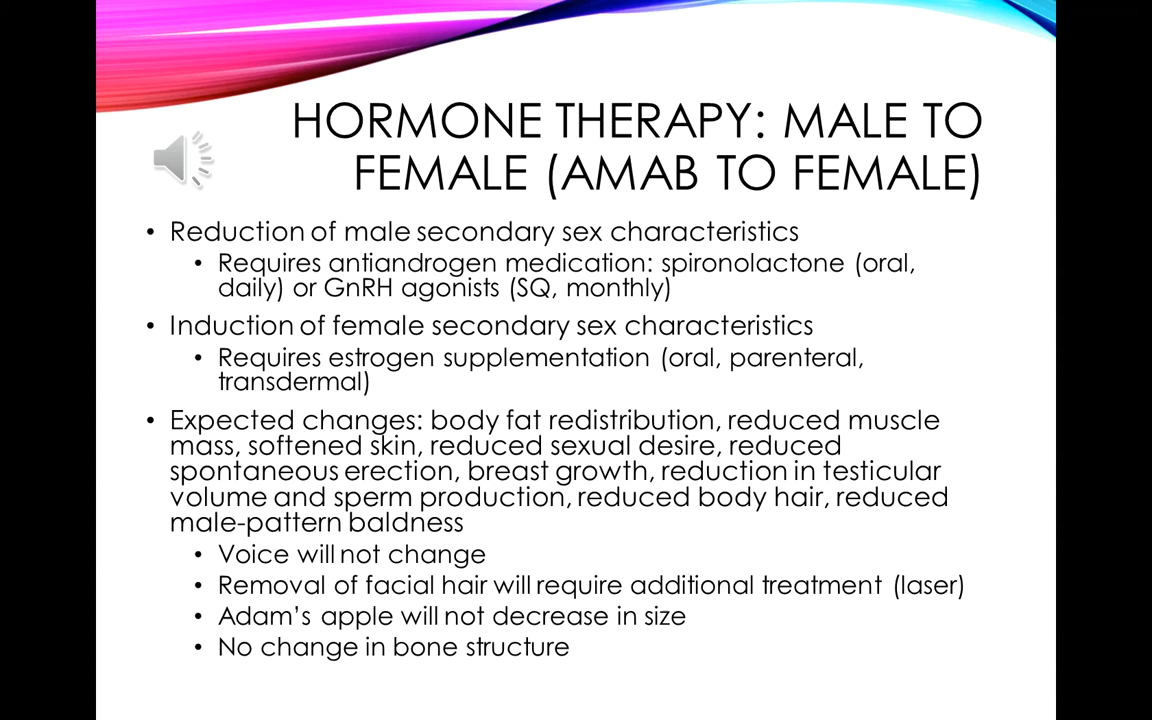 HORMONE THERAPY: MALE TO
FEMALE (AMAB TO FEMALE)
• Reduction of male secondary sex characteristics
• Requires antiandrogen medication: spironolactone (oral,
daily) or GnRH agonists (SQ, monthly)
• Induction of female secondary sex characteristics
• Requires estrogen supplementation (oral, parenteral,
transdermal)
• Expected changes: body fat redistribution, reduced muscle
mass, softened skin, reduced sexual desire, reduced
spontaneous erection, breast growth, reduction in testicular
volume and sperm production, reduced body hair, reduced
male-pattern baldness
• Voice will not change
• Removal of facial hair will require additional treatment (laser)
• Adam’s apple will not decrease in size
• No change in bone structure